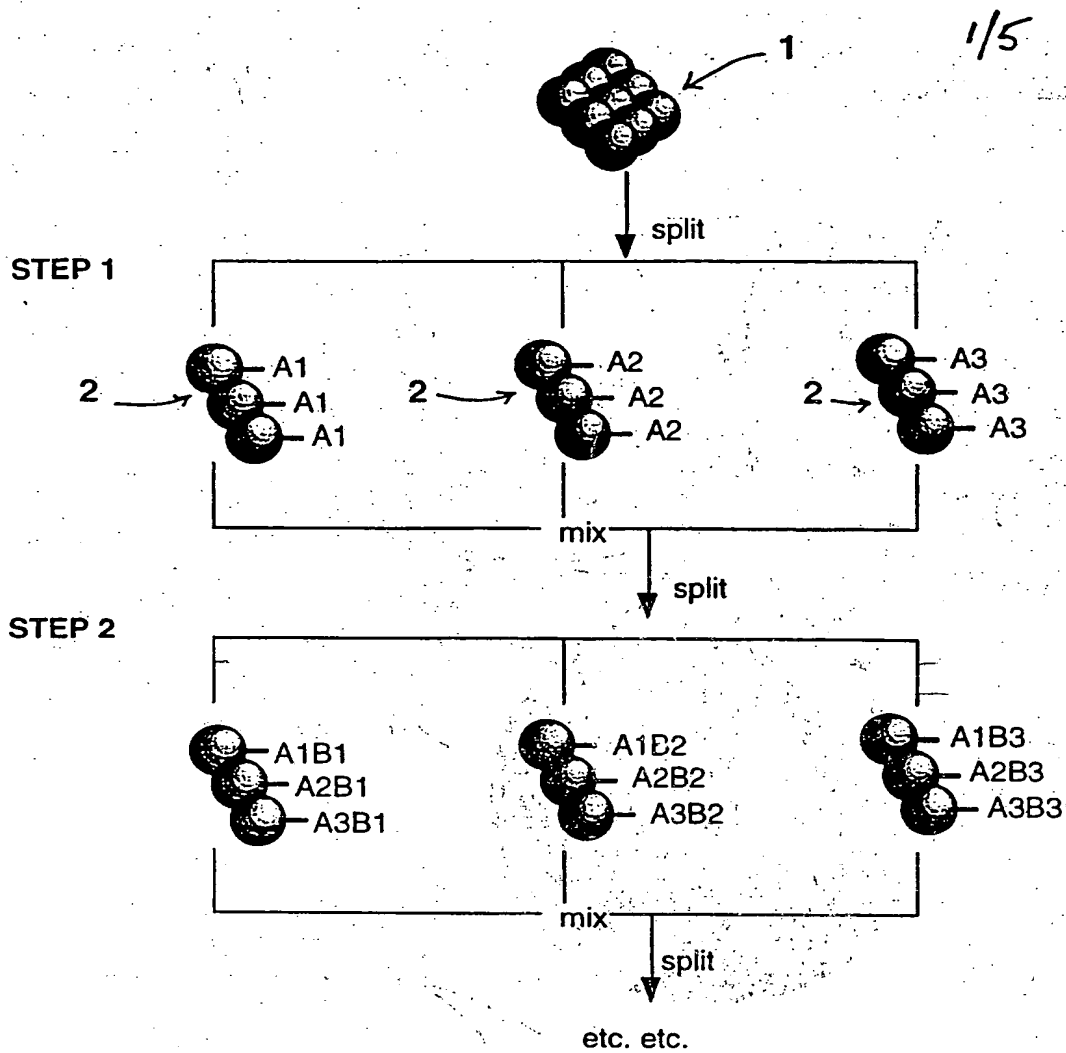 1/5
1
split
STEP 1
A1 A2 A3
2 A1 2 A2 2 A3
A1 A2 A3
mix
split
STEP 2
A1B1 A1B2 A1B3
A2B1 A2B2 A2B3
A3B1 A3B2 A3B3
mix
split
etc. etc.